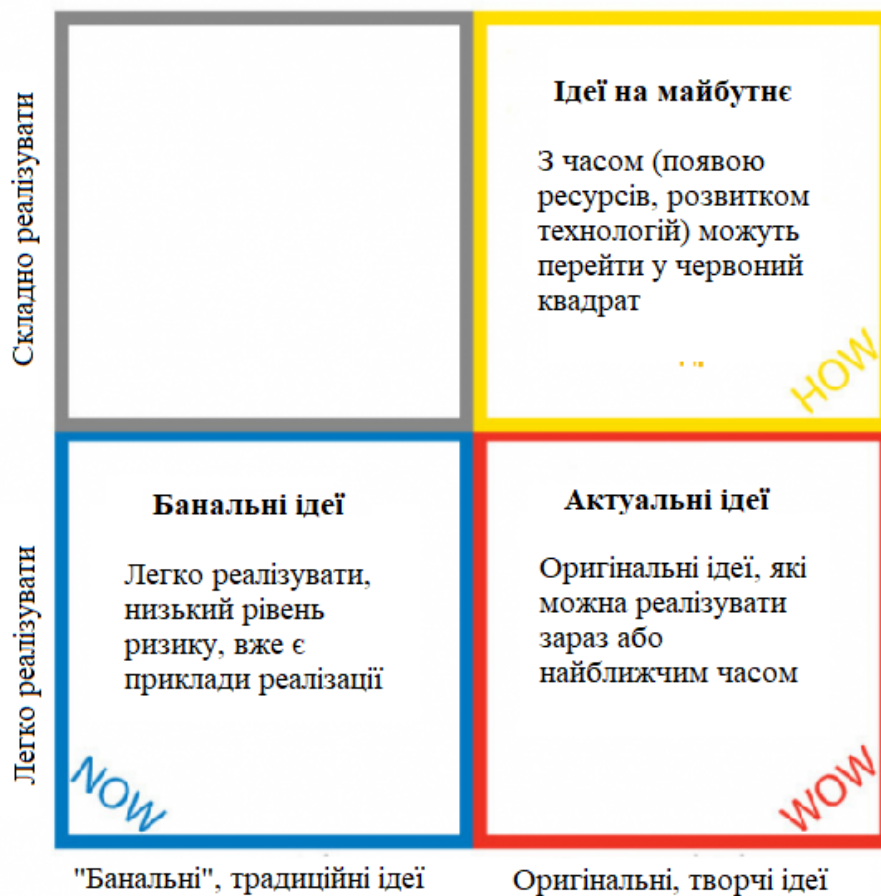 Складно реалізувати
Ідеї на майбутнє
З часом (появою
ресурсів, розвитком
технологій) можуть
перейти у червоний
квадрат
HOW
Легко реалізувати
Банальні ідеї
Легко реалізувати,
низький рівень
ризику, вже є
приклади реалізації
NOW
Актуальні ідеї
Оригінальні ідеї, які
можна реалізувати
зараз або
найближчим часом
WOW
"Банальні", традиційні ідеї
Оригінальні, творчі ідеї